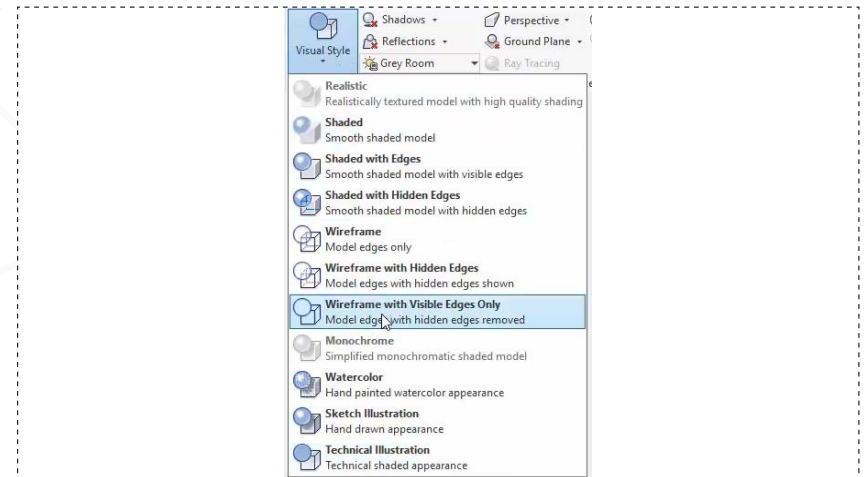 Visual Style
Shadows
Reflections
Grey Room
Perspective
Ground Plane
Ray Tracing
Realistic
Realistically textured model with high quality shading
Shaded
Smooth shaded model
Shaded with Edges
Smooth shaded model with visible edges
Shaded with Hidden Edges
Smooth shaded model with hidden edges
Wireframe
Model edges only
Wireframe with Hidden Edges
Model edges with hidden edges shown
Wireframe with Visible Edges Only
Model edges with hidden edges removed
Monochrome
Simplified monochromatic shaded model
Watercolor
Hand painted watercolor appearance
Sketch Illustration
Hand drawn appearance
Technical Illustration
Technical shaded appearance